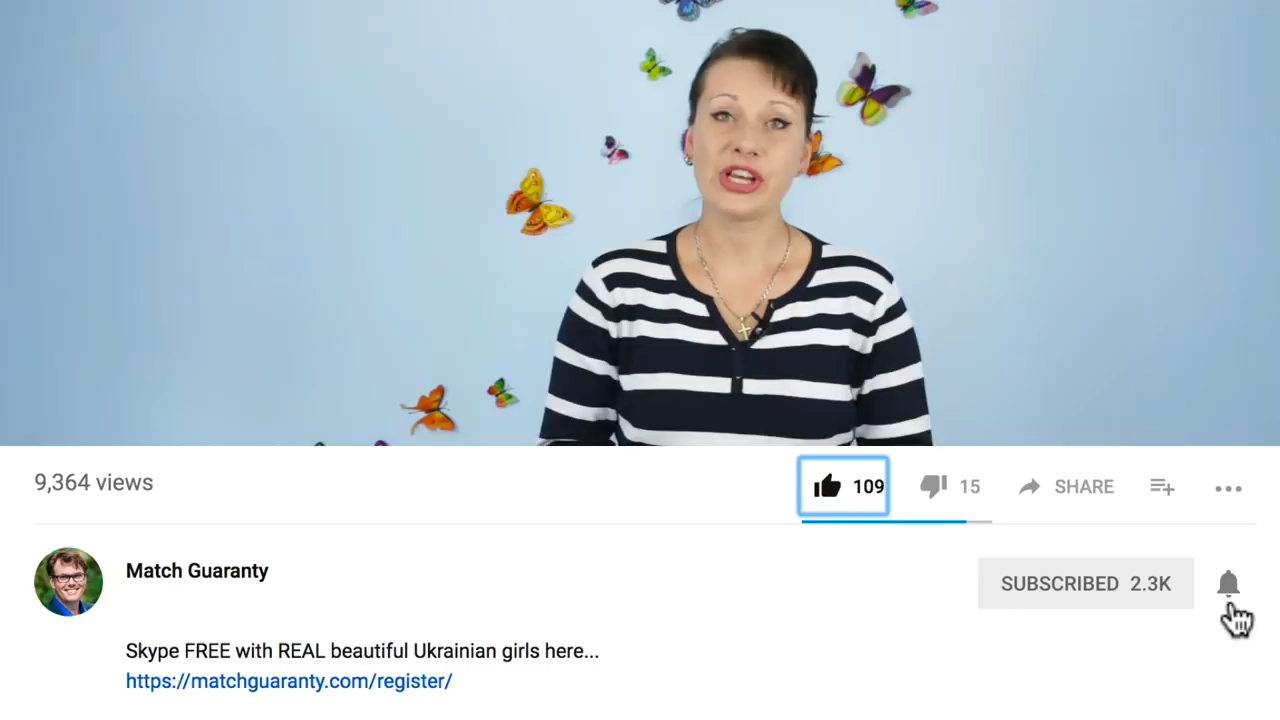 9,364 views
109
15
SHARE
Match Guaranty
SUBSCRIBED 2.3K
Skype FREE with REAL beautiful Ukrainian girls here...
https://matchguaranty.com/register/